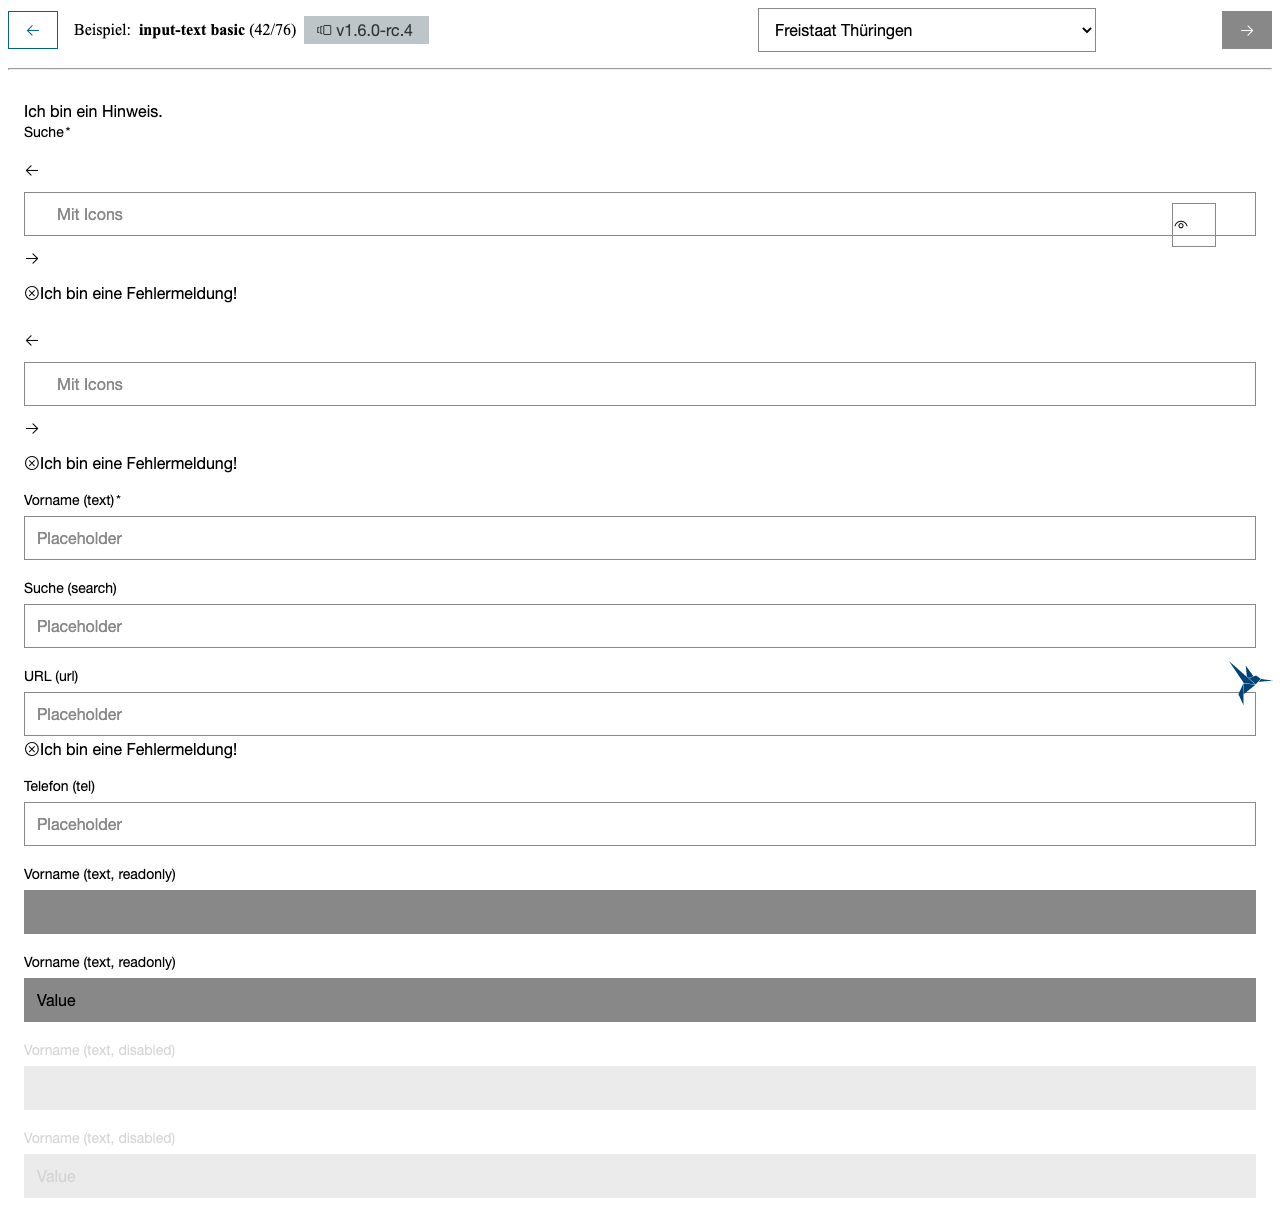 Beispiel: input-text basic (42/76) v1.6.0-rc.4 Freistaat Thüringen
Ich bin ein Hinweis.
Suche*
Mit Icons
Ich bin eine Fehlermeldung!
Mit Icons
Ich bin eine Fehlermeldung!
Vorname (text)*
Placeholder
Suche (search)
Placeholder
URL (url)
Placeholder
Ich bin eine Fehlermeldung!
Telefon (tel)
Placeholder
Vorname (text, readonly)
Vorname (text, readonly)
Value
Vorname (text, disabled)
Vorname (text, disabled)
Value